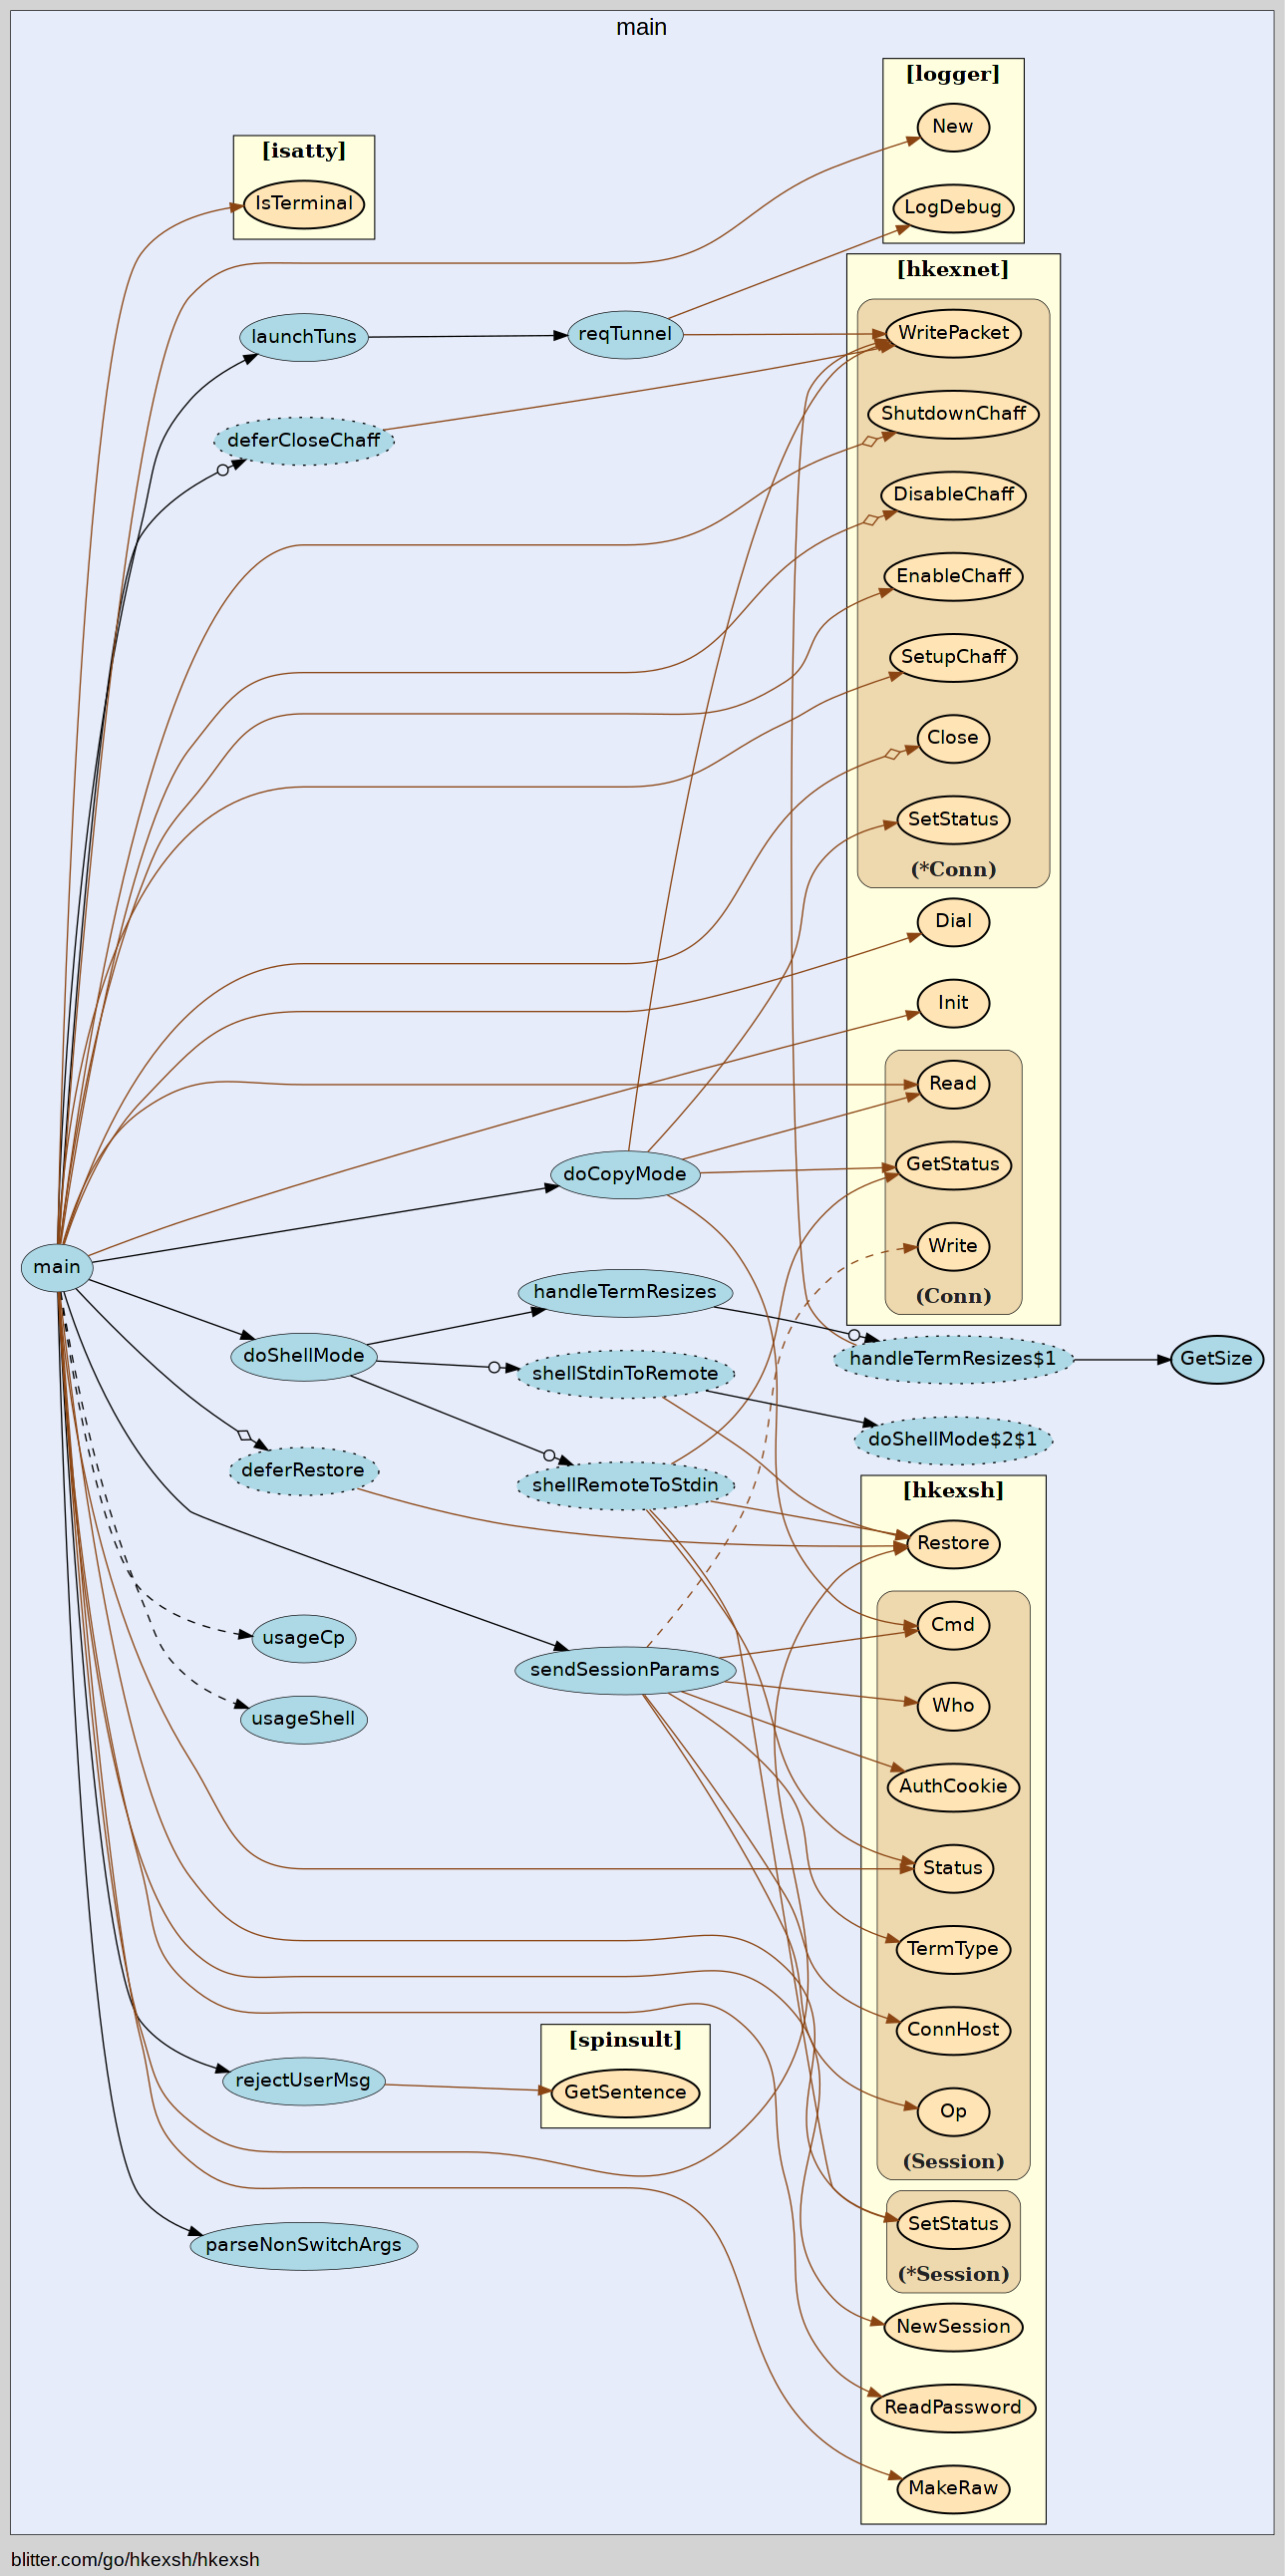 main
[logger]
New
LogDebug
[isatty]
IsTerminal
[hkexnet]
WritePacket
ShutdownChaff
DisableChaff
EnableChaff
SetupChaff
Close
SetStatus
(*Conn)
Dial
Init
Read
GetStatus
Write
(Conn)
launchTuns
reqTunnel
deferCloseChaff
doCopyMode
main
handleTermResizes
doShellMode
shellStdinToRemote
handleTermResizes$1
GetSize
doShellMode$2$1
deferRestore
shellRemoteToStdin
[hkexsh]
Restore
Cmd
Who
AuthCookie
Status
TermType
ConnHost
Op
(Session)
SetStatus
(*Session)
NewSession
ReadPassword
MakeRaw
usageCp
sendSessionParams
usageShell
[spinsult]
GetSentence
rejectUserMsg
parseNonSwitchArgs
blitter.com/go/hkexsh/hkexsh